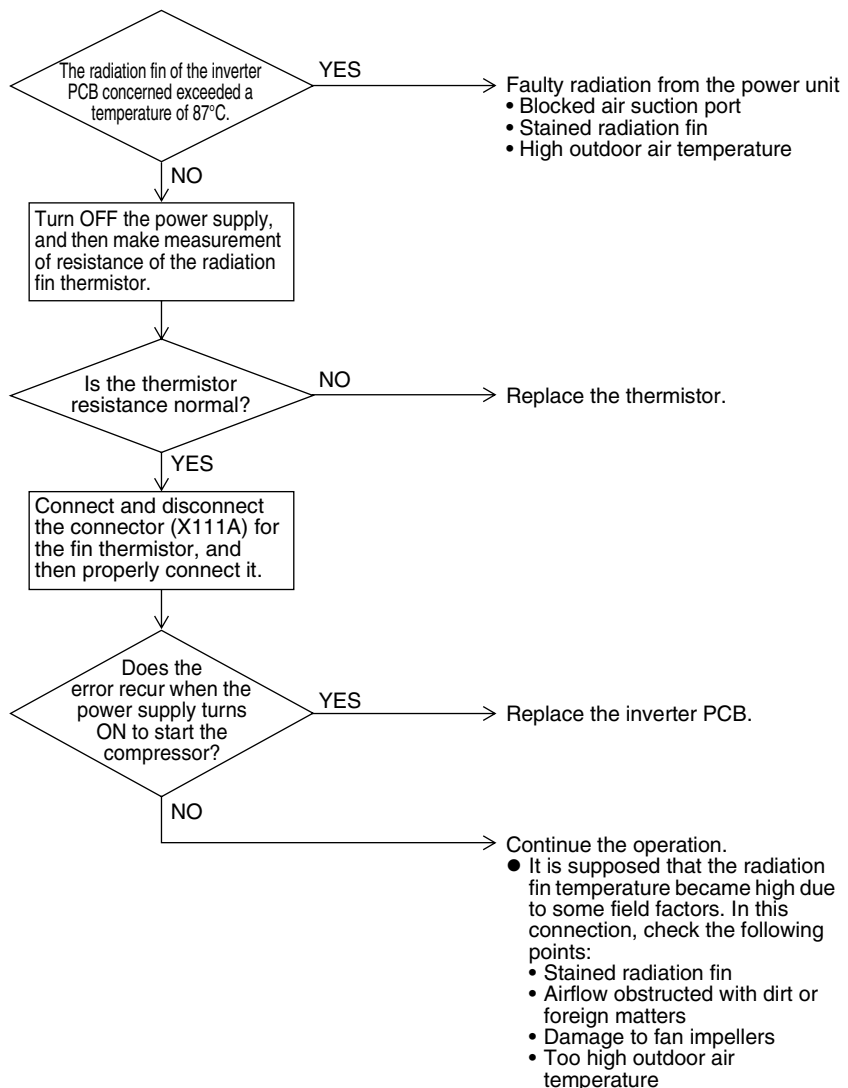 The radiation fin of the inverter
PCB concerned exceeded a
temperature of 87°C.
YES
Faulty radiation from the power unit
• Blocked air suction port
• Stained radiation fin
• High outdoor air temperature
NO
Turn OFF the power supply,
and then make measurement
of resistance of the radiation
fin thermistor.
Is the thermistor
resistance normal?
NO
Replace the thermistor.
YES
Connect and disconnect
the connector (X111A) for
the fin thermistor, and
then properly connect it.
Does the
error recur when the
power supply turns
ON to start the
compressor?
YES
Replace the inverter PCB.
NO
Continue the operation.
● It is supposed that the radiation
fin temperature became high due
to some field factors. In this
connection, check the following
points:
• Stained radiation fin
• Airflow obstructed with dirt or
foreign matters
• Damage to fan impellers
• Too high outdoor air
temperature